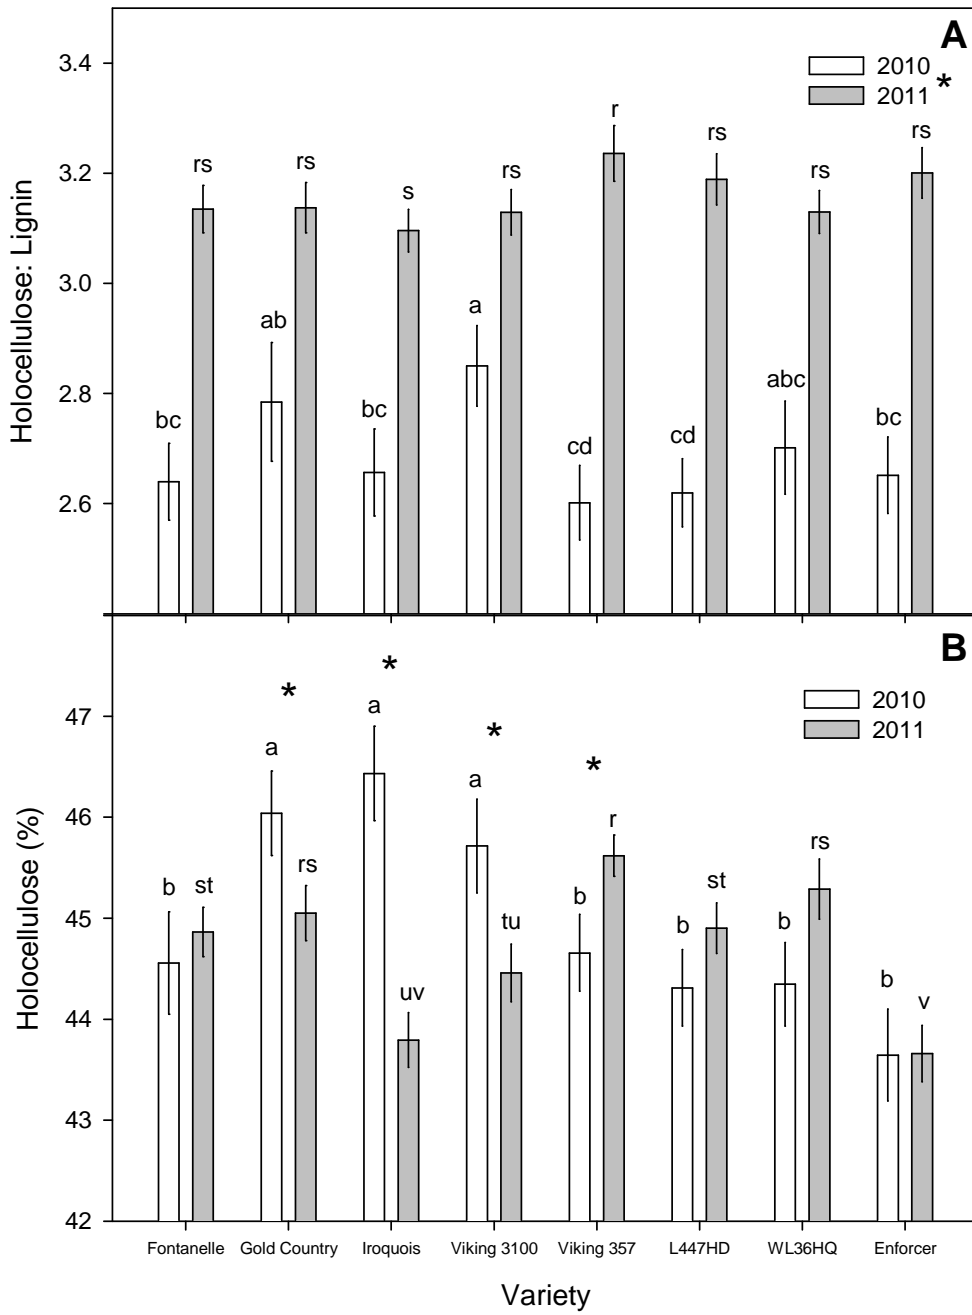 A
2010
2011 *
Holocellulose: Lignin
3.4
3.2
3.0
2.8
2.6
bc rs ab rs bc s a rs cd r cd rs abc rs bc rs
B
2010
2011
Holocellulose (%)
47
46
45
44
43
42
* * * *
b st a rs a uv a tu b r b st b rs b v
Fontanelle Gold Country Iroquois Viking 3100 Viking 357 L447HD WL36HQ Enforcer
Variety